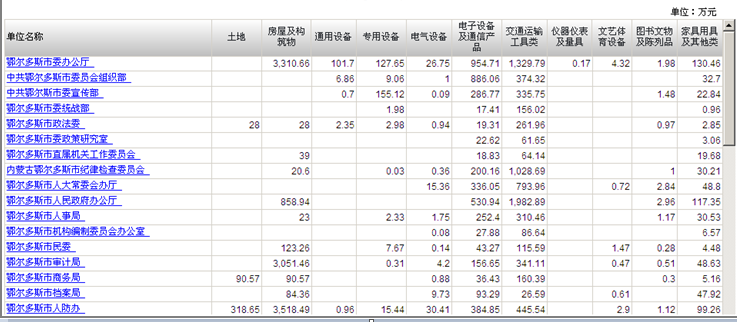 单位：万元
单位名称 土地 房屋及构筑物 通用设备 专用设备 电气设备 电子设备及通信产品 交通运输工具类 仪器仪表及量具 文艺体育设备 图书文物及陈列品 家具用具及其他类
鄂尔多斯市委办公厅 3,310.66 101.7 127.65 26.75 954.71 1,329.79 0.17 4.32 1.98 130.46
中共鄂尔多斯市委员会组织部 6.86 9.06 1 886.06 374.32 32.7
中共鄂尔斯市委宣传部 0.7 155.12 0.09 286.77 335.75 1.48 22.84
鄂尔多斯市委统战部 1.98 17.41 156.02 0.96
鄂尔多斯市政法委 28 28 2.35 2.98 0.94 19.31 261.96 0.97 2.85
鄂尔多斯市委政策研究室 22.62 61.65 3.06
鄂尔多斯市直属机关工作委员会 39 18.83 64.14 19.68
内蒙古鄂尔多斯市纪律检查委员会 20.6 0.03 0.36 200.16 1,028.69 1 30.21
鄂尔多斯市人大常委会办厅 15.36 336.05 793.96 0.72 2.84 48.8
鄂尔多斯市人民政府办公厅 858.94 530.94 1,982.89 2.96 117.35
鄂尔多斯市人事局 23 2.33 1.75 252.4 310.46 1.17 30.53
鄂尔多斯市机构编制委员会办公室 0.08 27.88 86.64 6.57
鄂尔多斯市民委 123.26 7.67 0.14 43.27 115.59 1.47 0.28 4.48
鄂尔多斯市审计局 3,051.46 0.31 4.2 156.65 341.11 0.47 0.51 48.63
鄂尔多斯市商务局 90.57 90.57 0.88 36.43 160.39 0.3 5.16
鄂尔多斯市档案局 84.36 9.73 93.29 26.59 0.61 47.92
鄂尔多斯市人防办 318.65 3,518.49 0.96 15.44 30.41 384.85 445.54 2.9 1.12 99.26